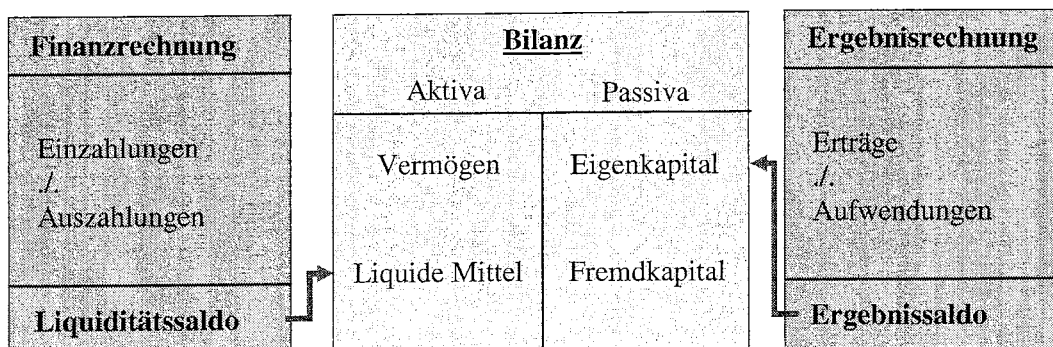 Finanzrechnung
Einzahlungen
./.
Auszahlungen
Liquiditätssaldo
Bilanz
Aktiva Passiva
Vermögen Eigenkapital
Liquide Mittel Fremdkapital
Ergebnisrechnung
Erträge
./.
Aufwendungen
Ergebnissaldo